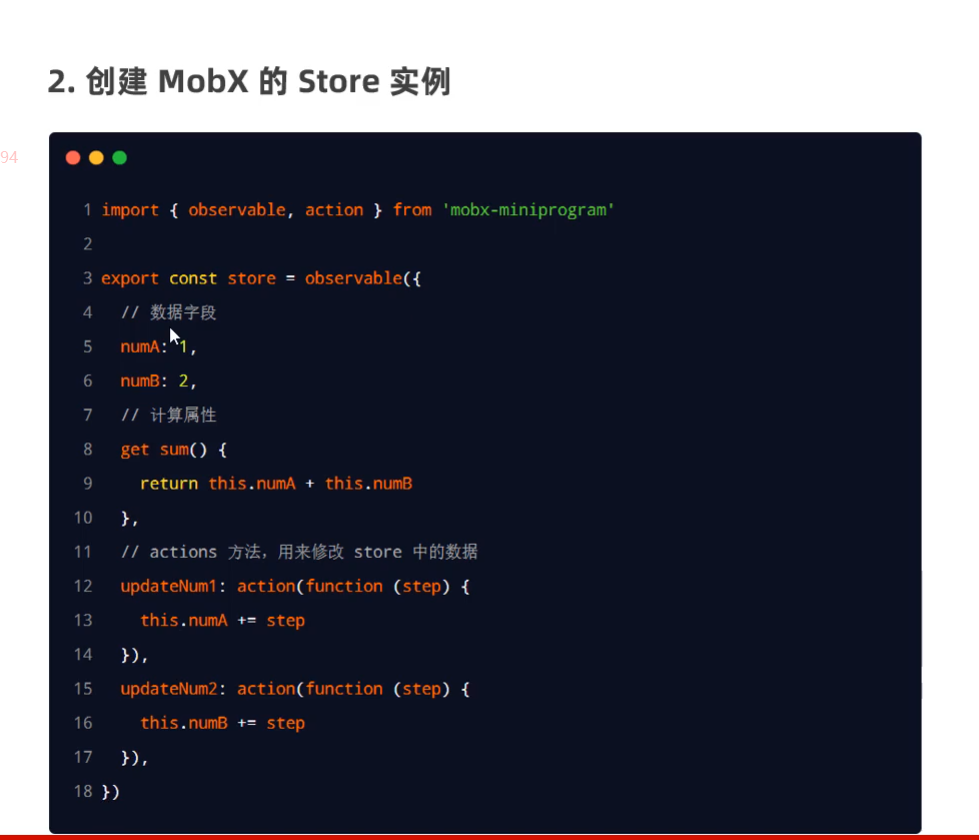 2. 创建 MobX 的 Store 实例
94
1 import { observable, action } from 'mobx-miniprogram'
2
3 export const store = observable({
4 // 数据字段
5 numA: 1,
6 numB: 2,
7 // 计算属性
8 get sum() {
9 return this.numA + this.numB
10 },
11 // actions 方法，用来修改 store 中的数据
12 updateNum1: action(function (step) {
13 this.numA += step
14 }),
15 updateNum2: action(function (step) {
16 this.numB += step
17 }),
18 })